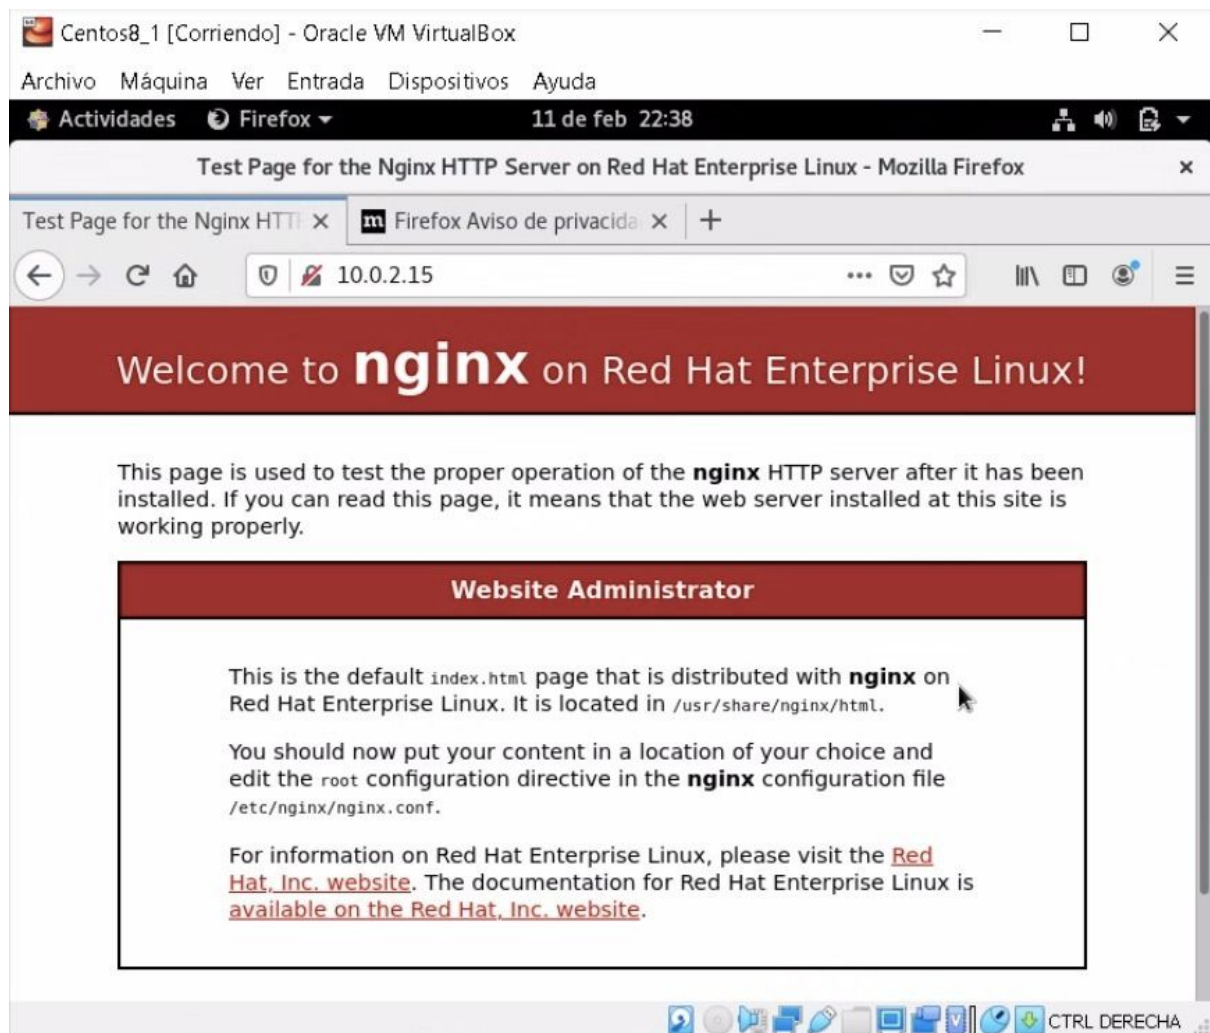 Centos8_1 [Corriendo] - Oracle VM VirtualBox
Archivo Máquina Ver Entrada Dispositivos Ayuda
Actividades Firefox 11 de feb 22:38
Test Page for the Nginx HTTP Server on Red Hat Enterprise Linux - Mozilla Firefox
Test Page for the Nginx HTT Firefox Aviso de privacida
10.0.2.15
Welcome to nginx on Red Hat Enterprise Linux!
This page is used to test the proper operation of the nginx HTTP server after it has been
installed. If you can read this page, it means that the web server installed at this site is
working properly.
Website Administrator
This is the default index.html page that is distributed with nginx on
Red Hat Enterprise Linux. It is located in /usr/share/nginx/html.
You should now put your content in a location of your choice and
edit the root configuration directive in the nginx configuration file
/etc/nginx/nginx.conf.
For information on Red Hat Enterprise Linux, please visit the Red
Hat, Inc. website. The documentation for Red Hat Enterprise Linux is
available on the Red Hat, Inc. website.
CTRL DERECHA